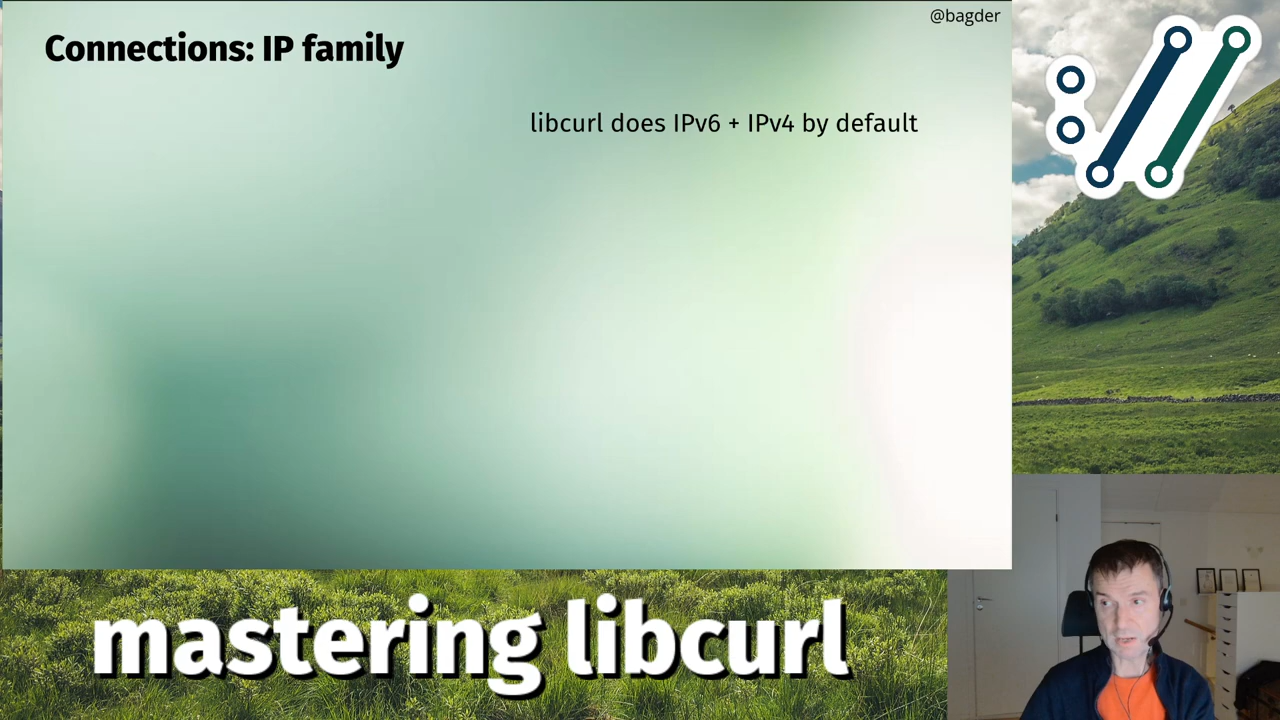 @bagder
Connections: IP family
libcurl does IPv6 + IPv4 by default
mastering libcurl